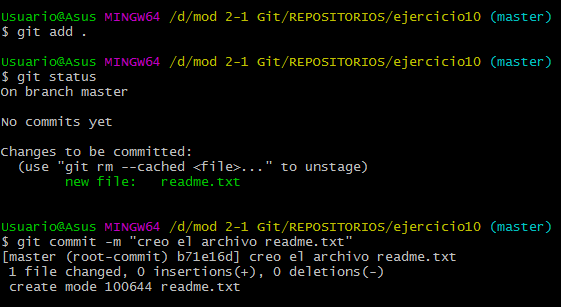 Usuario@Asus MINGW64 /d/mod 2-1 Git/REPOSITORIOS/ejercicio10 (master)
$ git add .
Usuario@Asus MINGW64 /d/mod 2-1 Git/REPOSITORIOS/ejercicio10 (master)
$ git status
On branch master
No commits yet
Changes to be committed:
  (use "git rm --cached <file>..." to unstage)
        new file:   readme.txt
Usuario@Asus MINGW64 /d/mod 2-1 Git/REPOSITORIOS/ejercicio10 (master)
$ git commit -m "creo el archivo readme.txt"
[master (root-commit) b71e16d] creo el archivo readme.txt
 1 file changed, 0 insertions(+), 0 deletions(-)
 create mode 100644 readme.txt